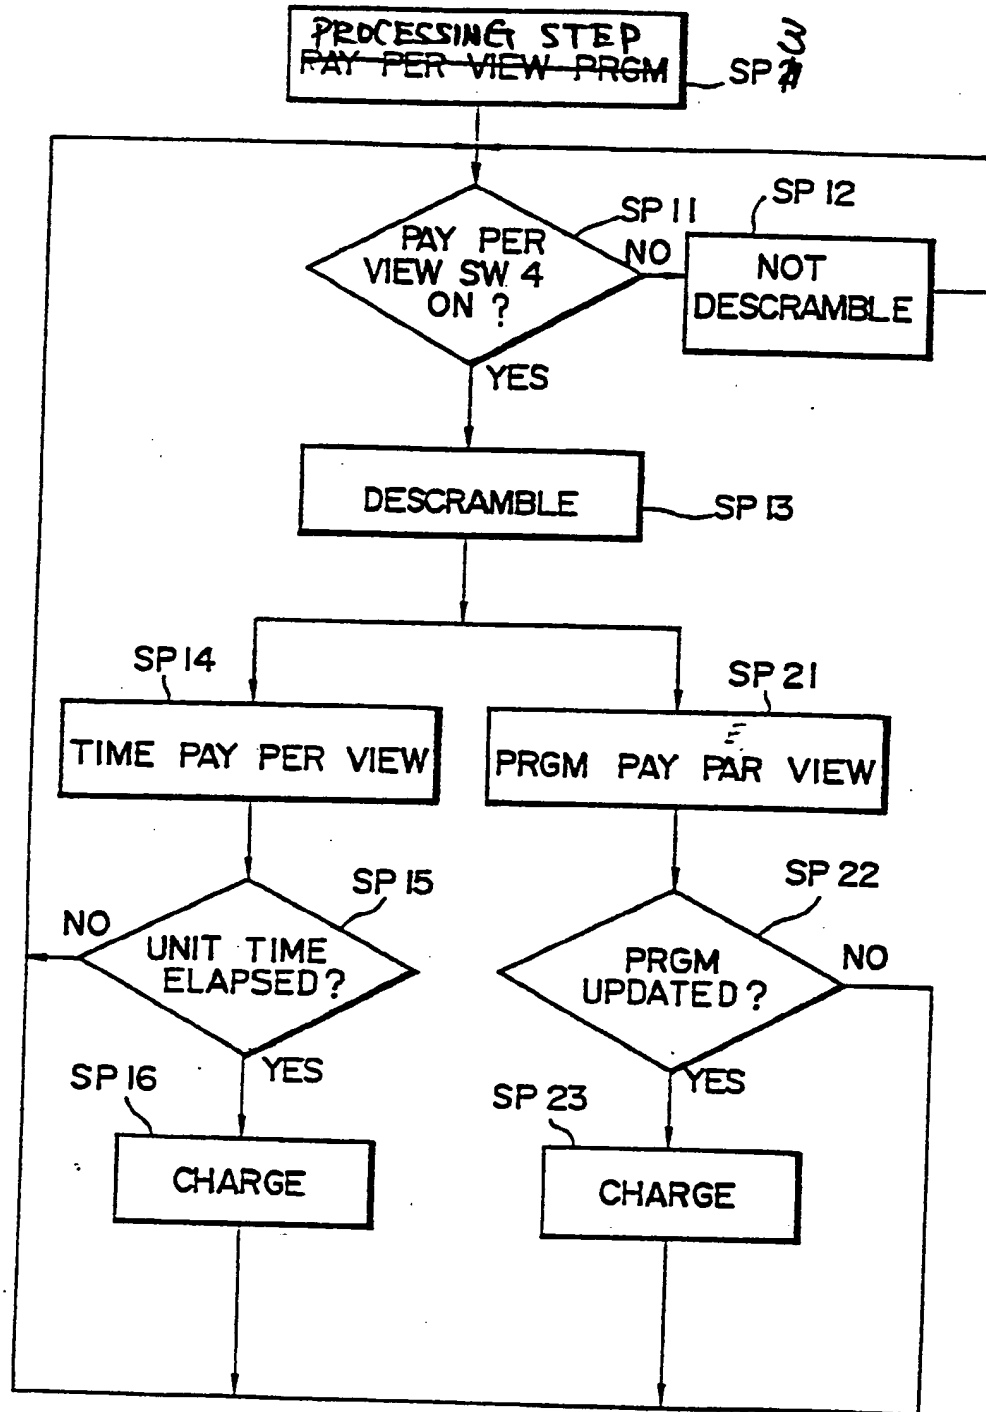 PROCESSING STEP
PAY PER VIEW PRGM
SP 3
SP 11
SP 12
PAY PER
VIEW SW 4
ON ?
NO
NOT
DESCRAMBLE
YES
DESCRAMBLE
SP 13
SP 14
SP 21
TIME PAY PER VIEW
E
PRGM PAY PAR VIEW
SP 15
SP 22
NO
UNIT TIME
ELAPSED ?
PRGM
UPDATED ?
NO
YES
YES
SP 16
SP 23
CHARGE
CHARGE